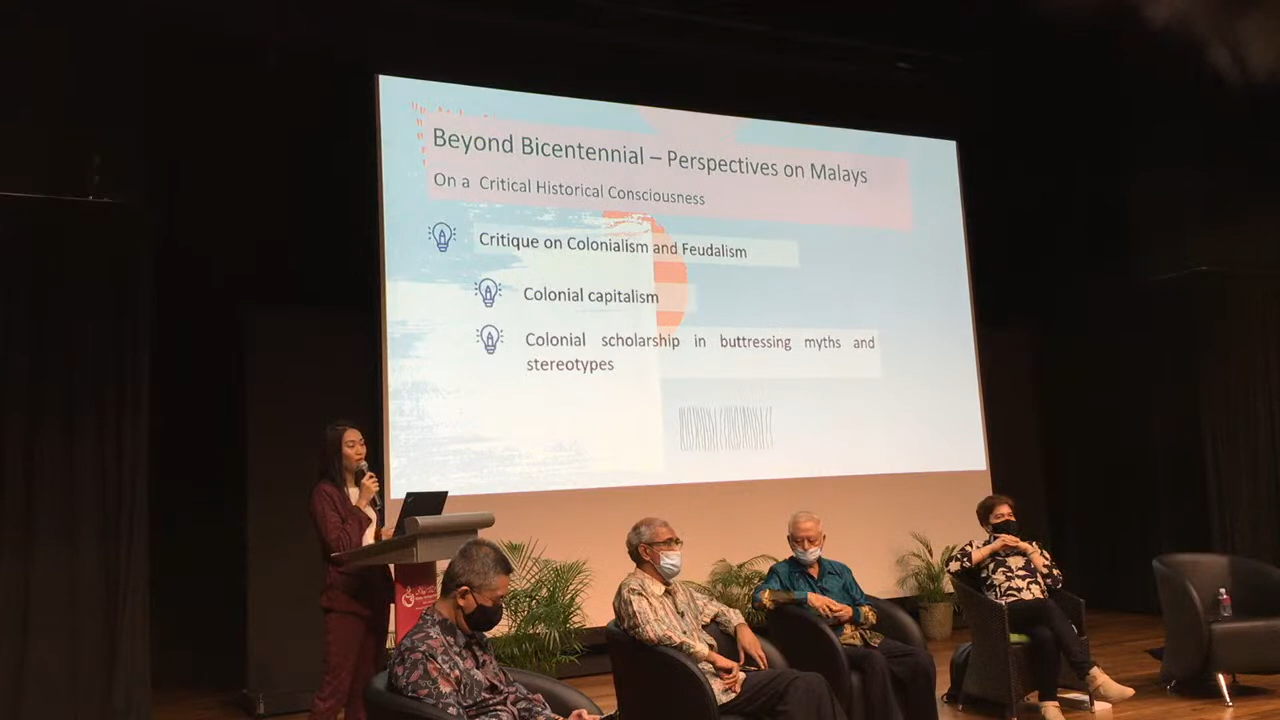 Beyond Bicentennial – Perspectives on Malays
On a Critical Historical Consciousness
Critique on Colonialism and Feudalism
Colonial capitalism
Colonial scholarship in buttressing myths and
stereotypes